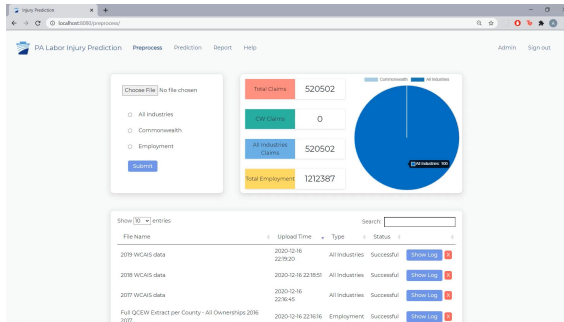 Injury Prediction
localhost:8080/preprocess/
PA Labor Injury Prediction
Preprocess
Prediction
Report
Help
Admin
Sign out
Choose File No file chosen
All Industries
Commonwealth
Employment
Submit
Total Claims
520502
CW Claims
0
All Industries
Claims
520502
Total Employment
1212387
Commonwealth
All Industries
All Industries: 100
Show 10 entries
Search:
File Name
Upload Time
Type
Status
2019 WCAIS data
2020-12-16
22:19:20
All Industries
Successful
Show Log
X
2018 WCAIS data
2020-12-16 22:18:51
All Industries
Successful
Show Log
X
2017 WCAIS data
2020-12-16
22:16:45
All Industries
Successful
Show Log
X
Full QCEW Extract per County - All Ownerships 2016
2017
2020-12-16 22:16:16
Employment
Successful
Show Log
X